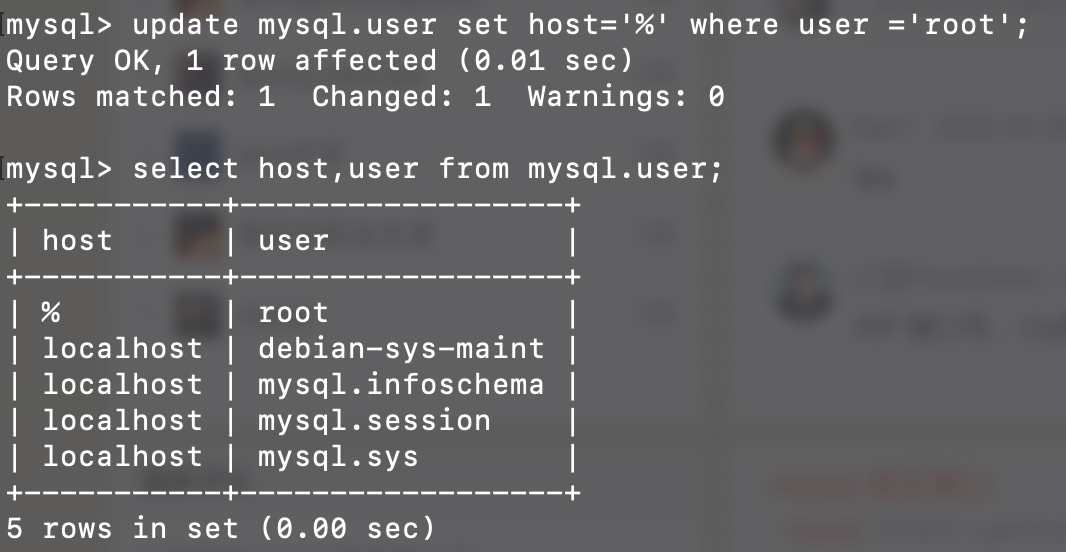 mysql> update mysql.user set host='%' where user ='root';
Query OK, 1 row affected (0.01 sec)
Rows matched: 1  Changed: 1  Warnings: 0
mysql> select host,user from mysql.user;
+-----------+------------------+
| host      | user             |
+-----------+------------------+
| %         | root             |
| localhost | debian-sys-maint |
| localhost | mysql.infoschema |
| localhost | mysql.session    |
| localhost | mysql.sys        |
+-----------+------------------+
5 rows in set (0.00 sec)